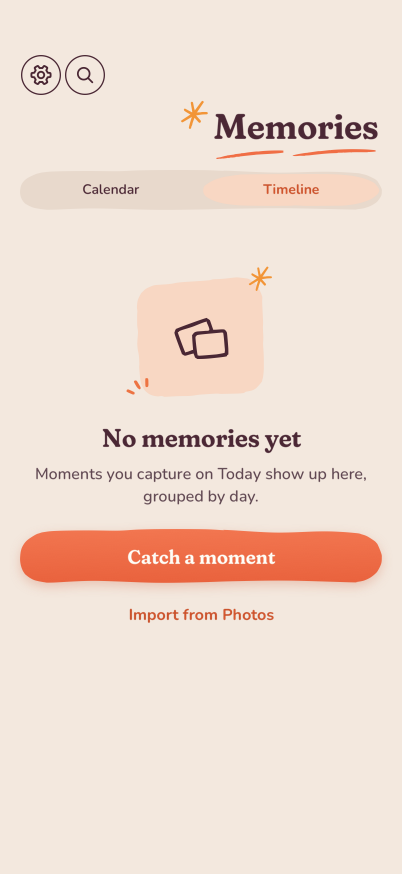 Memories
Calendar
Timeline
No memories yet
Moments you capture on Today show up here,
grouped by day.
Catch a moment
Import from Photos